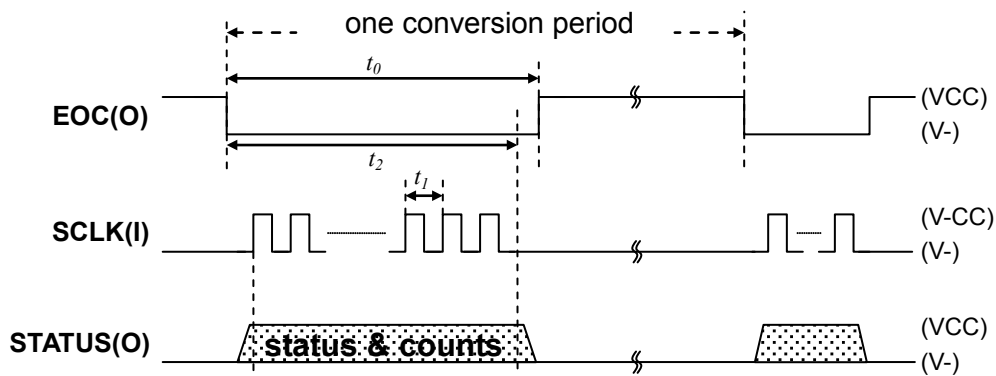 one conversion period
t0
EOC(O)
(VCC)
(V-)
t2
t1
SCLK(I)
(V-CC)
(V-)
STATUS(O)
status & counts
(VCC)
(V-)